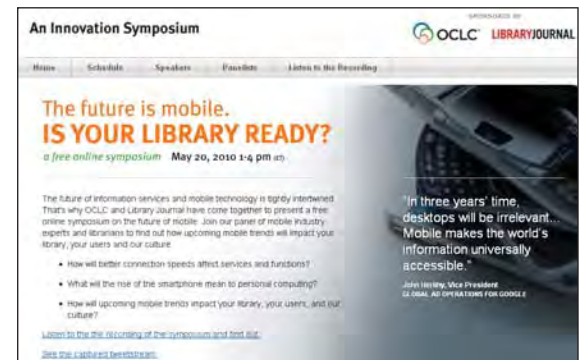 An Innovation Symposium
SPONSORED BY
OCLC LIBRARYJOURNAL
Home Schedule Speakers Panelists Listen to the Recording
The future is mobile.
IS YOUR LIBRARY READY?
a free online symposium May 20, 2010 1-4 pm
The future of information services and mobile technology is tightly intertwined.
That's why OCLC and Library Journal have come together to present a free
online symposium on the future of mobile. Join our panel of mobile industry
experts and librarians to find out how upcoming mobile trends will impact your
library, your users and our culture.
• How will better connection speeds affect services and functions?
• What will the rise of the smartphone mean to personal computing?
• How will upcoming mobile trends impact your library, your users, and our
culture?
Listen to the the recording of the symposium and find out.
See the captured tweetstream.
"In three years' time,
desktops will be irrelevant...
Mobile makes the world's
information universally
accessible."
John Herlihy, Vice President
GLOBAL AD OPERATIONS FOR GOOGLE